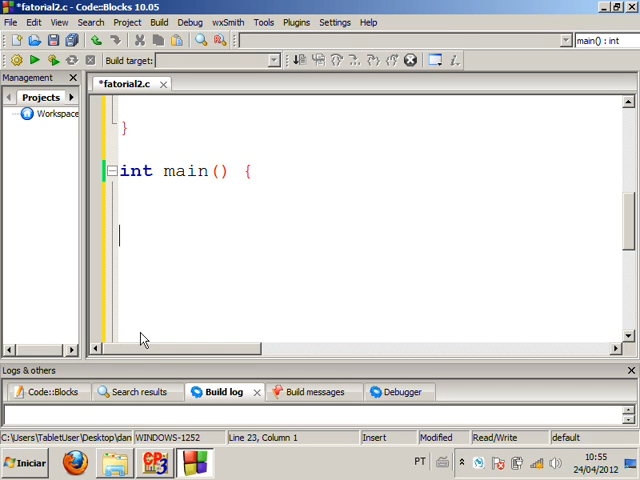 *fatorial2.c - Code::Blocks 10.05
File Edit View Search Project Build Debug wxSmith Tools Plugins Settings Help
main() : int
Build target:
Management
*fatorial2.c
Projects
Workspace
}
int main() {
Logs & others
Code::Blocks Search results Build log Build messages Debugger
C:\Users\TabletUser\Desktop\dan WINDOWS-1252 Line 23, Column 1 Insert Modified Read/Write default
Iniciar
PT
10:55
24/04/2012